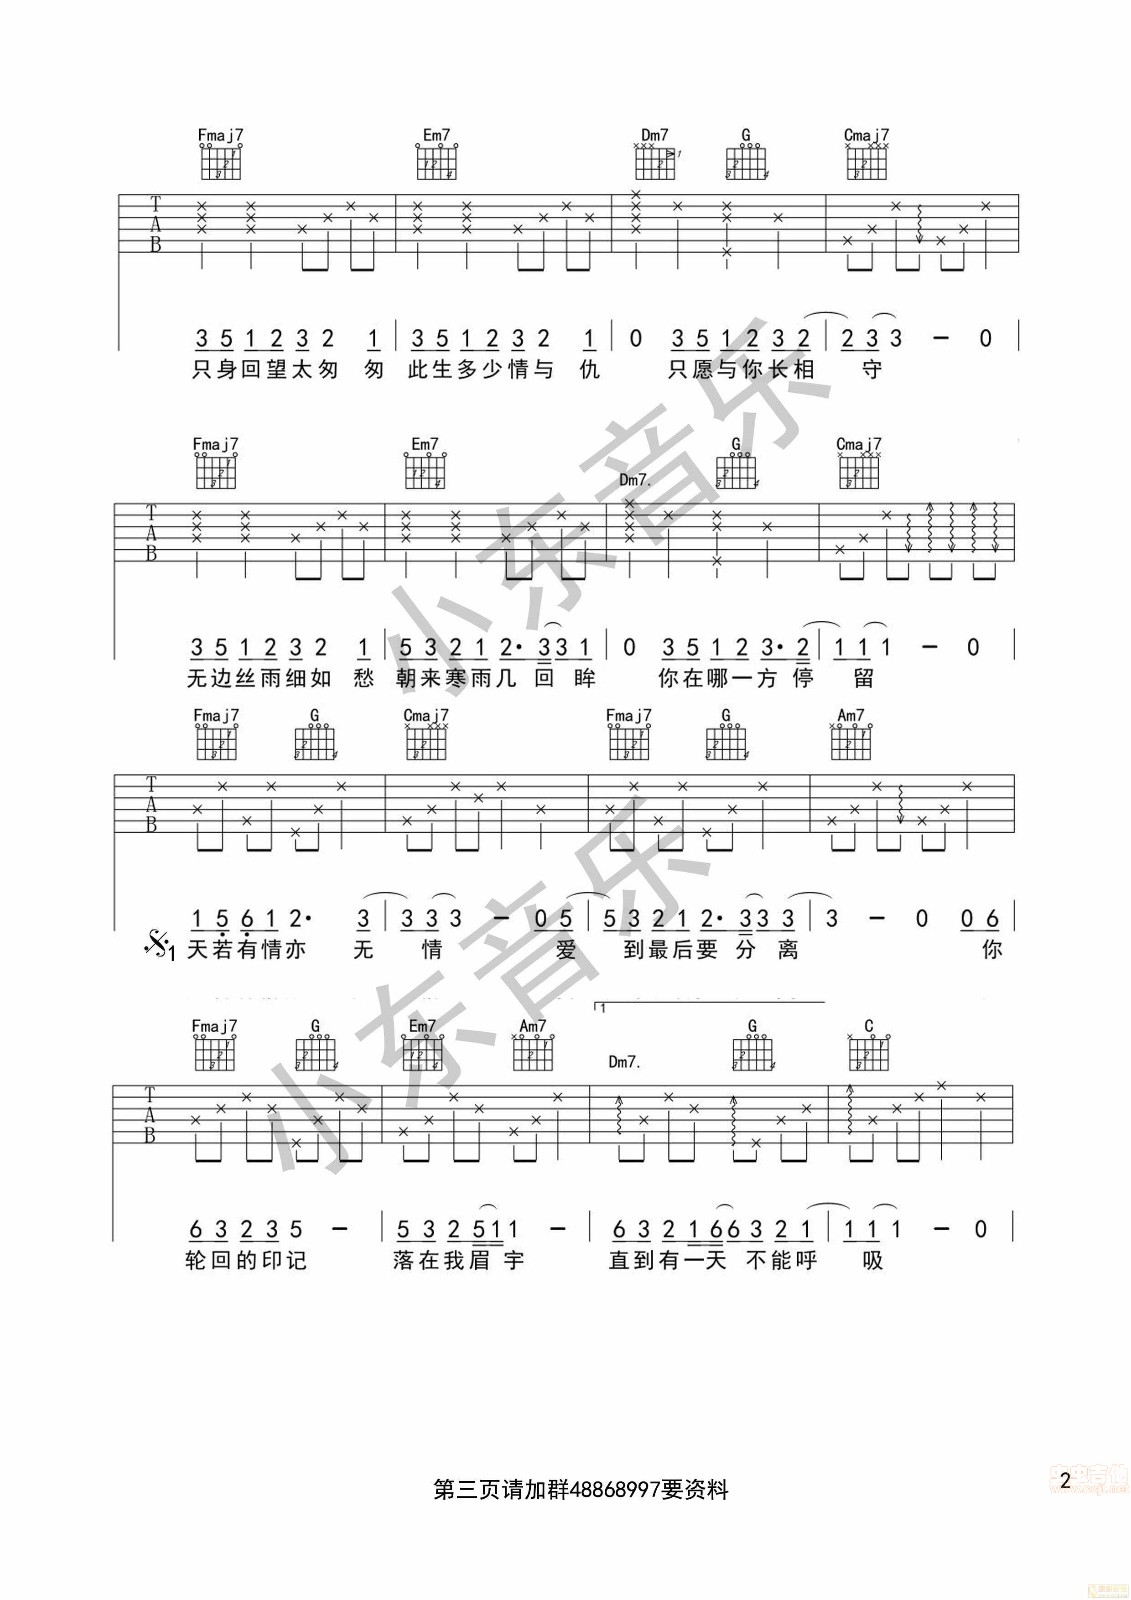 Fmaj7 Em7 Dm7 G Cmaj7
T
A
B
3 5 1 2 3 2 1 3 5 1 2 3 2 1 0 3 5 1 2 3 2 2 3 3 － 0
只身回望太匆 匆 此生多少情与 仇 只愿与你长相 守
Fmaj7 Em7 Dm7. G Cmaj7
T
A
B
3 5 1 2 3 2 1 5 3 2 1 2· 3 3 1 0 3 5 1 2 3· 2 1 1 1 － 0
无边丝雨细如 愁 朝来寒雨几 回 眸 你在哪一方 停 留
Fmaj7 G Cmaj7 Fmaj7 G Am7
T
A
B
1 5 6 1 2· 3 3 3 3 － 0 5 5 3 2 1 2· 3 3 3 3 － 0 0 6
1 天若有情亦 无 情 爱 到最后要 分 离 你
1
Fmaj7 G Em7 Am7 Dm7. G C
T
A
B
6 3 2 3 5 － 5 3 2 5 1 1 － 6 3 2 1 6 6 3 2 1 1 1 1 － 0
轮回的印记 落在我眉 宇 直到有一天 不能呼 吸
小东音乐
小东音乐
第三页请加群48868997要资料
2
虫虫吉他